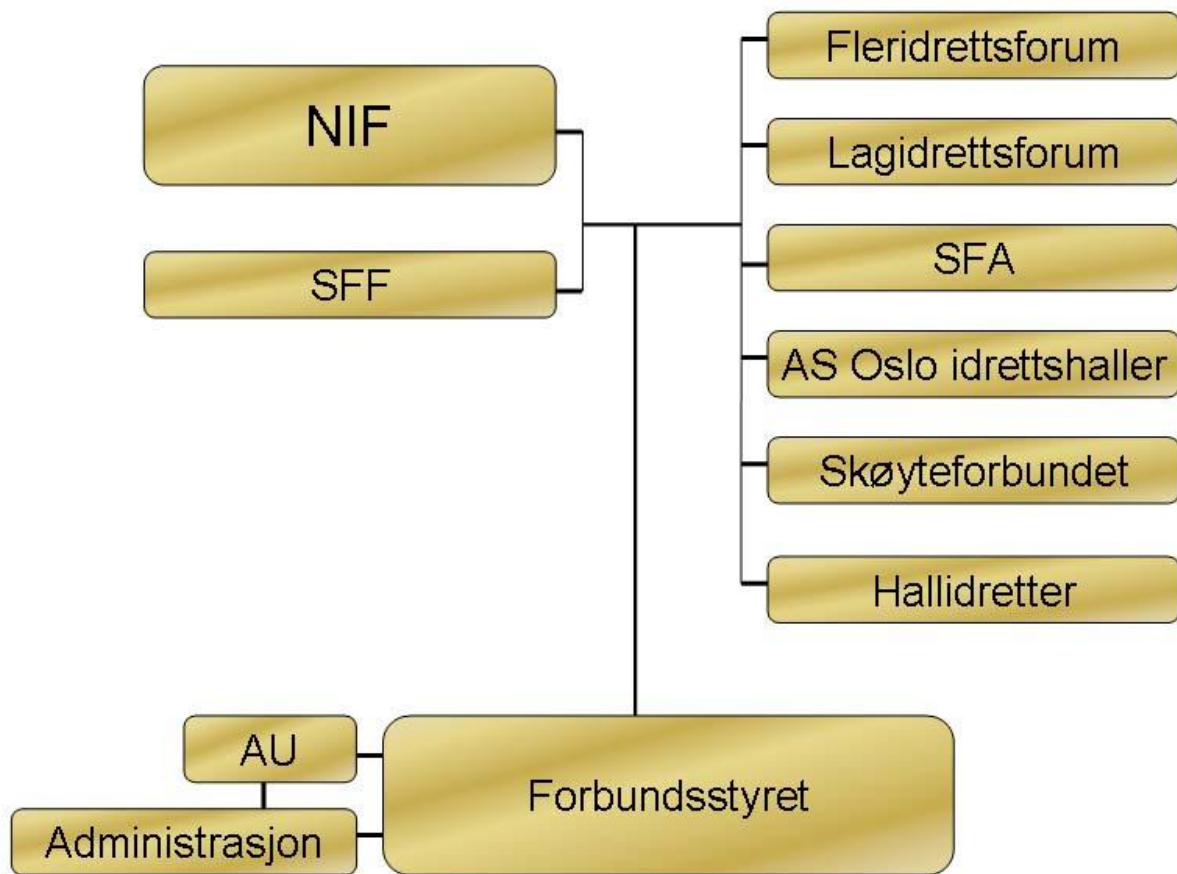 NIF
SFF
Fleridrettsforum
Lagidrettsforum
SFA
AS Oslo idrettshaller
Skøyteforbundet
Hallidretter
AU
Administrasjon
Forbundsstyret